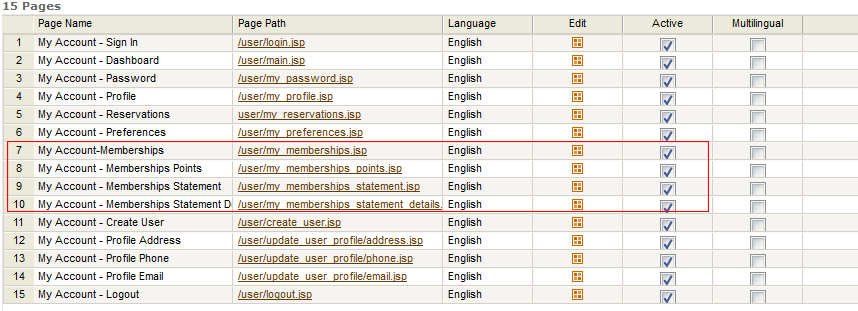 15 Pages
Page Name Page Path Language Edit Active Multilingual
1 My Account - Sign In /user/login.jsp English
2 My Account - Dashboard /user/main.jsp English
3 My Account - Password /user/my_password.jsp English
4 My Account - Profile /user/my_profile.jsp English
5 My Account - Reservations user/my_reservations.jsp English
6 My Account - Preferences /user/my_preferences.jsp English
7 My Account-Memberships /user/my_memberships.jsp English
8 My Account - Memberships Points /user/my_memberships_points.jsp English
9 My Account - Memberships Statement /user/my_memberships_statement.jsp English
10 My Account - Memberships Statement D /user/my_memberships_statement_details. English
11 My Account - Create User /user/create_user.jsp English
12 My Account - Profile Address /user/update_user_profile/address.jsp English
13 My Account - Profile Phone /user/update_user_profile/phone.jsp English
14 My Account - Profile Email /user/update_user_profile/email.jsp English
15 My Account - Logout /user/logout.jsp English